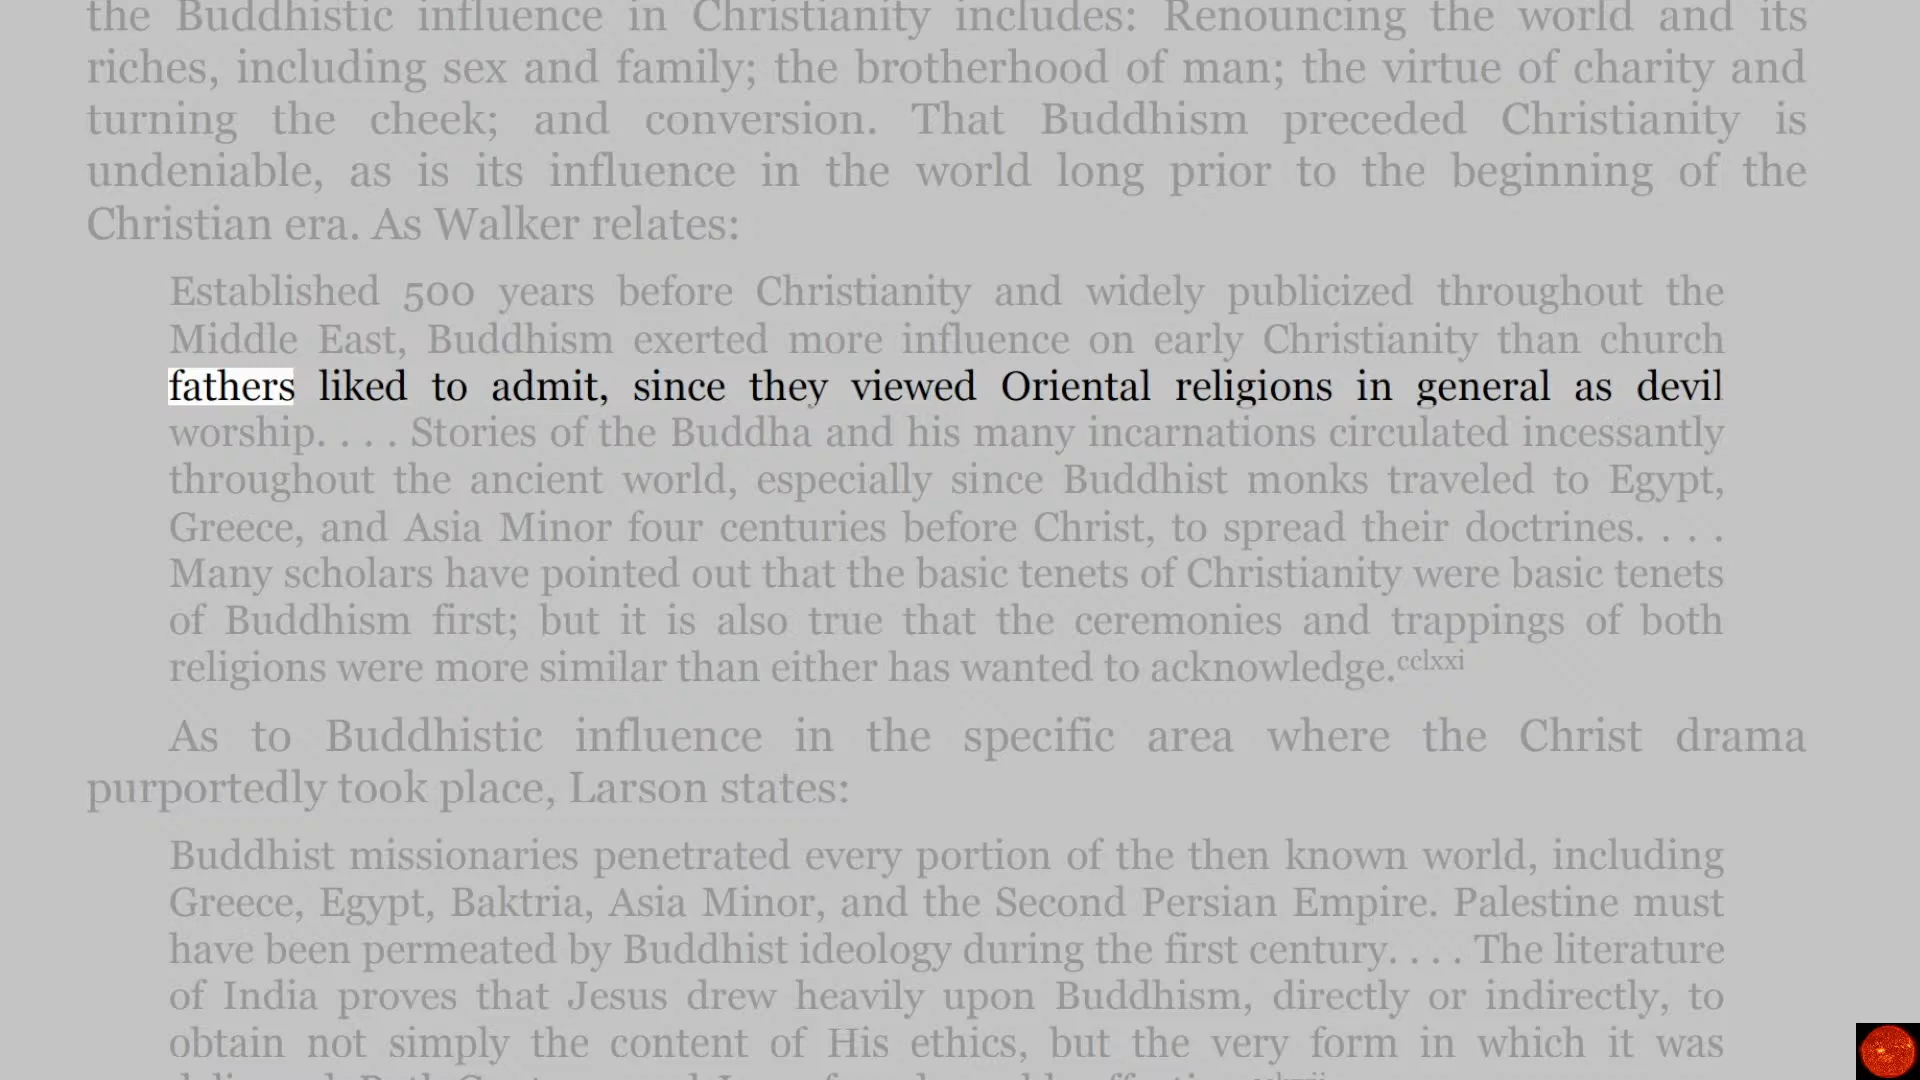 the Buddhistic influence in Christianity includes: Renouncing the world and its
riches, including sex and family; the brotherhood of man; the virtue of charity and
turning the cheek; and conversion. That Buddhism preceded Christianity is
undeniable, as is its influence in the world long prior to the beginning of the
Christian era. As Walker relates:
Established 500 years before Christianity and widely publicized throughout the
Middle East, Buddhism exerted more influence on early Christianity than church
fathers liked to admit, since they viewed Oriental religions in general as devil
worship. . . . Stories of the Buddha and his many incarnations circulated incessantly
throughout the ancient world, especially since Buddhist monks traveled to Egypt,
Greece, and Asia Minor four centuries before Christ, to spread their doctrines. . . .
Many scholars have pointed out that the basic tenets of Christianity were basic tenets
of Buddhism first; but it is also true that the ceremonies and trappings of both
religions were more similar than either has wanted to acknowledge.cclxxi
As to Buddhistic influence in the specific area where the Christ drama
purportedly took place, Larson states:
Buddhist missionaries penetrated every portion of the then known world, including
Greece, Egypt, Baktria, Asia Minor, and the Second Persian Empire. Palestine must
have been permeated by Buddhist ideology during the first century. . . . The literature
of India proves that Jesus drew heavily upon Buddhism, directly or indirectly, to
obtain not simply the content of His ethics, but the very form in which it was